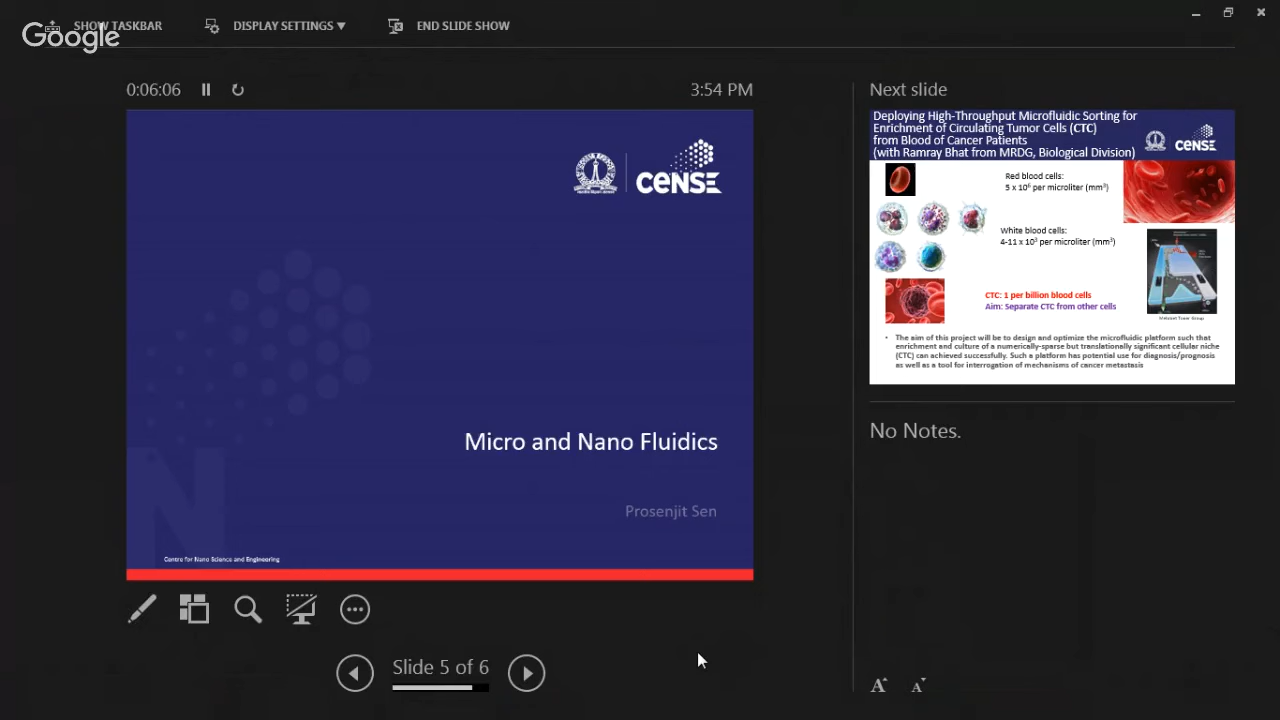 SHOW TASKBAR
DISPLAY SETTINGS ▼
END SLIDE SHOW
Google
0:06:06
3:54 PM
CeNSE
Micro and Nano Fluidics
Prosenjit Sen
Centre for Nano Science and Engineering
Slide 5 of 6
Next slide
Deploying High-Throughput Microfluidic Sorting for
Enrichment of Circulating Tumor Cells (CTC)
from Blood of Cancer Patients
(with Ramray Bhat from MRDG, Biological Division)
CeNSE
Red blood cells:
5 x 10⁶ per microliter (mm³)
White blood cells:
4-11 x 10³ per microliter (mm³)
CTC: 1 per billion blood cells
Aim: Separate CTC from other cells
• The aim of this project will be to design and optimize the microfluidic platform such that
enrichment and culture of a numerically-sparse but translationally significant cellular niche
(CTC) can achieved successfully. Such a platform has potential use for diagnosis/prognosis
as well as a tool for interrogation of mechanisms of cancer metastasis
No Notes.
A A